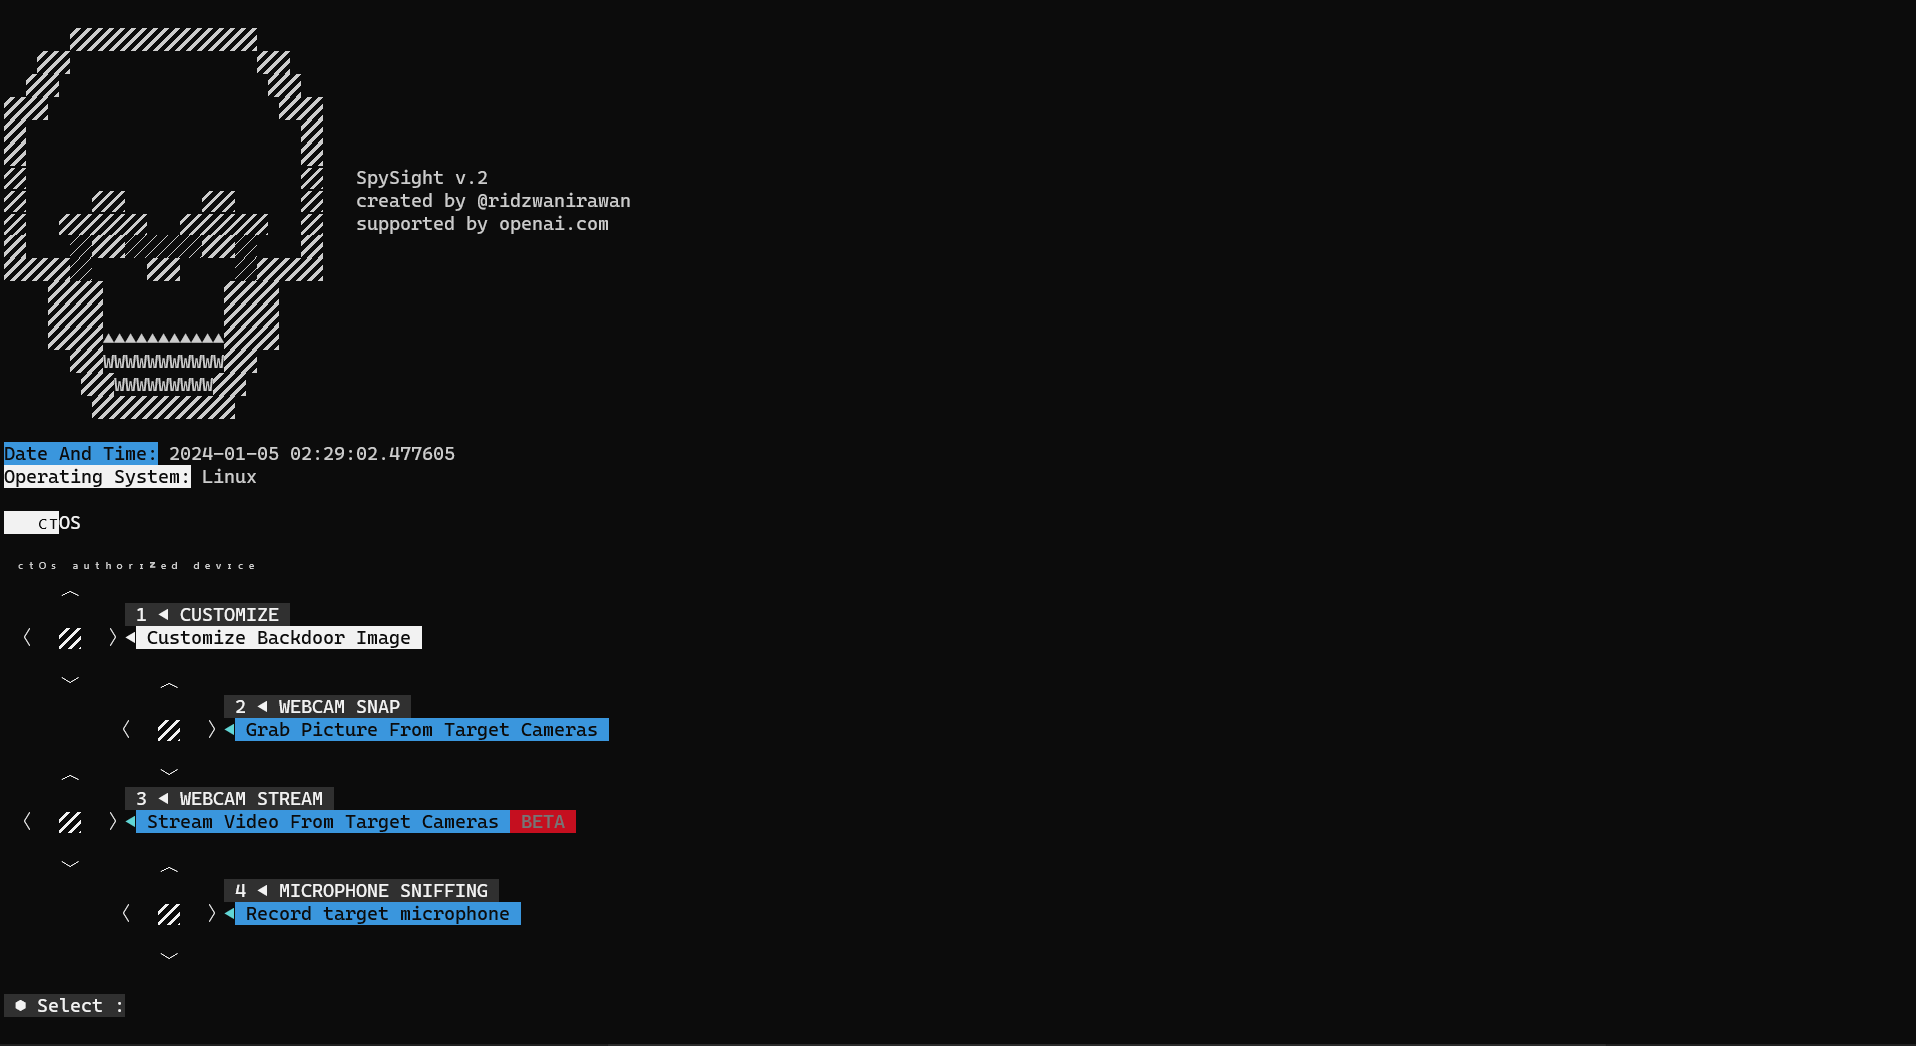 SpySight v.2
created by @ridzwanirawan
supported by openai.com
WWWWWWWWWWW
WWWWWWWWW
Date And Time: 2024-01-05 02:29:02.477605
Operating System: Linux
CTOS
ctOs authorized device
1 ◄ CUSTOMIZE
Customize Backdoor Image
2 ◄ WEBCAM SNAP
Grab Picture From Target Cameras
3 ◄ WEBCAM STREAM
Stream Video From Target Cameras BETA
4 ◄ MICROPHONE SNIFFING
Record target microphone
Select :